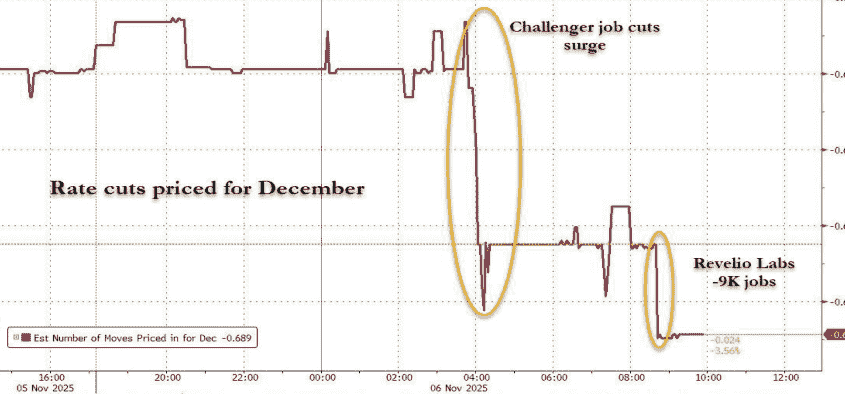 Challenger job cuts
surge
Rate cuts priced for December
Revelio Labs
-9K jobs
Est Number of Moves Priced in for Dec -0.689
-0.024
-3.56%
16:00 20:00 22:00 00:00 02:00 04:00 06:00 08:00 10:00 12:00
05 Nov 2025 06 Nov 2025